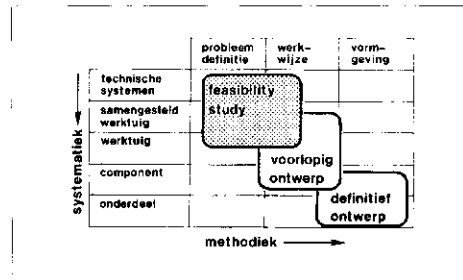 probleem werk- vorm-
definitie wijze geving
technische
systemen
samengesteld
werktuig
werktuig
component
onderdeel
feasibility
study
voorlopig
ontwerp
definitief
ontwerp
systematiek
methodiek